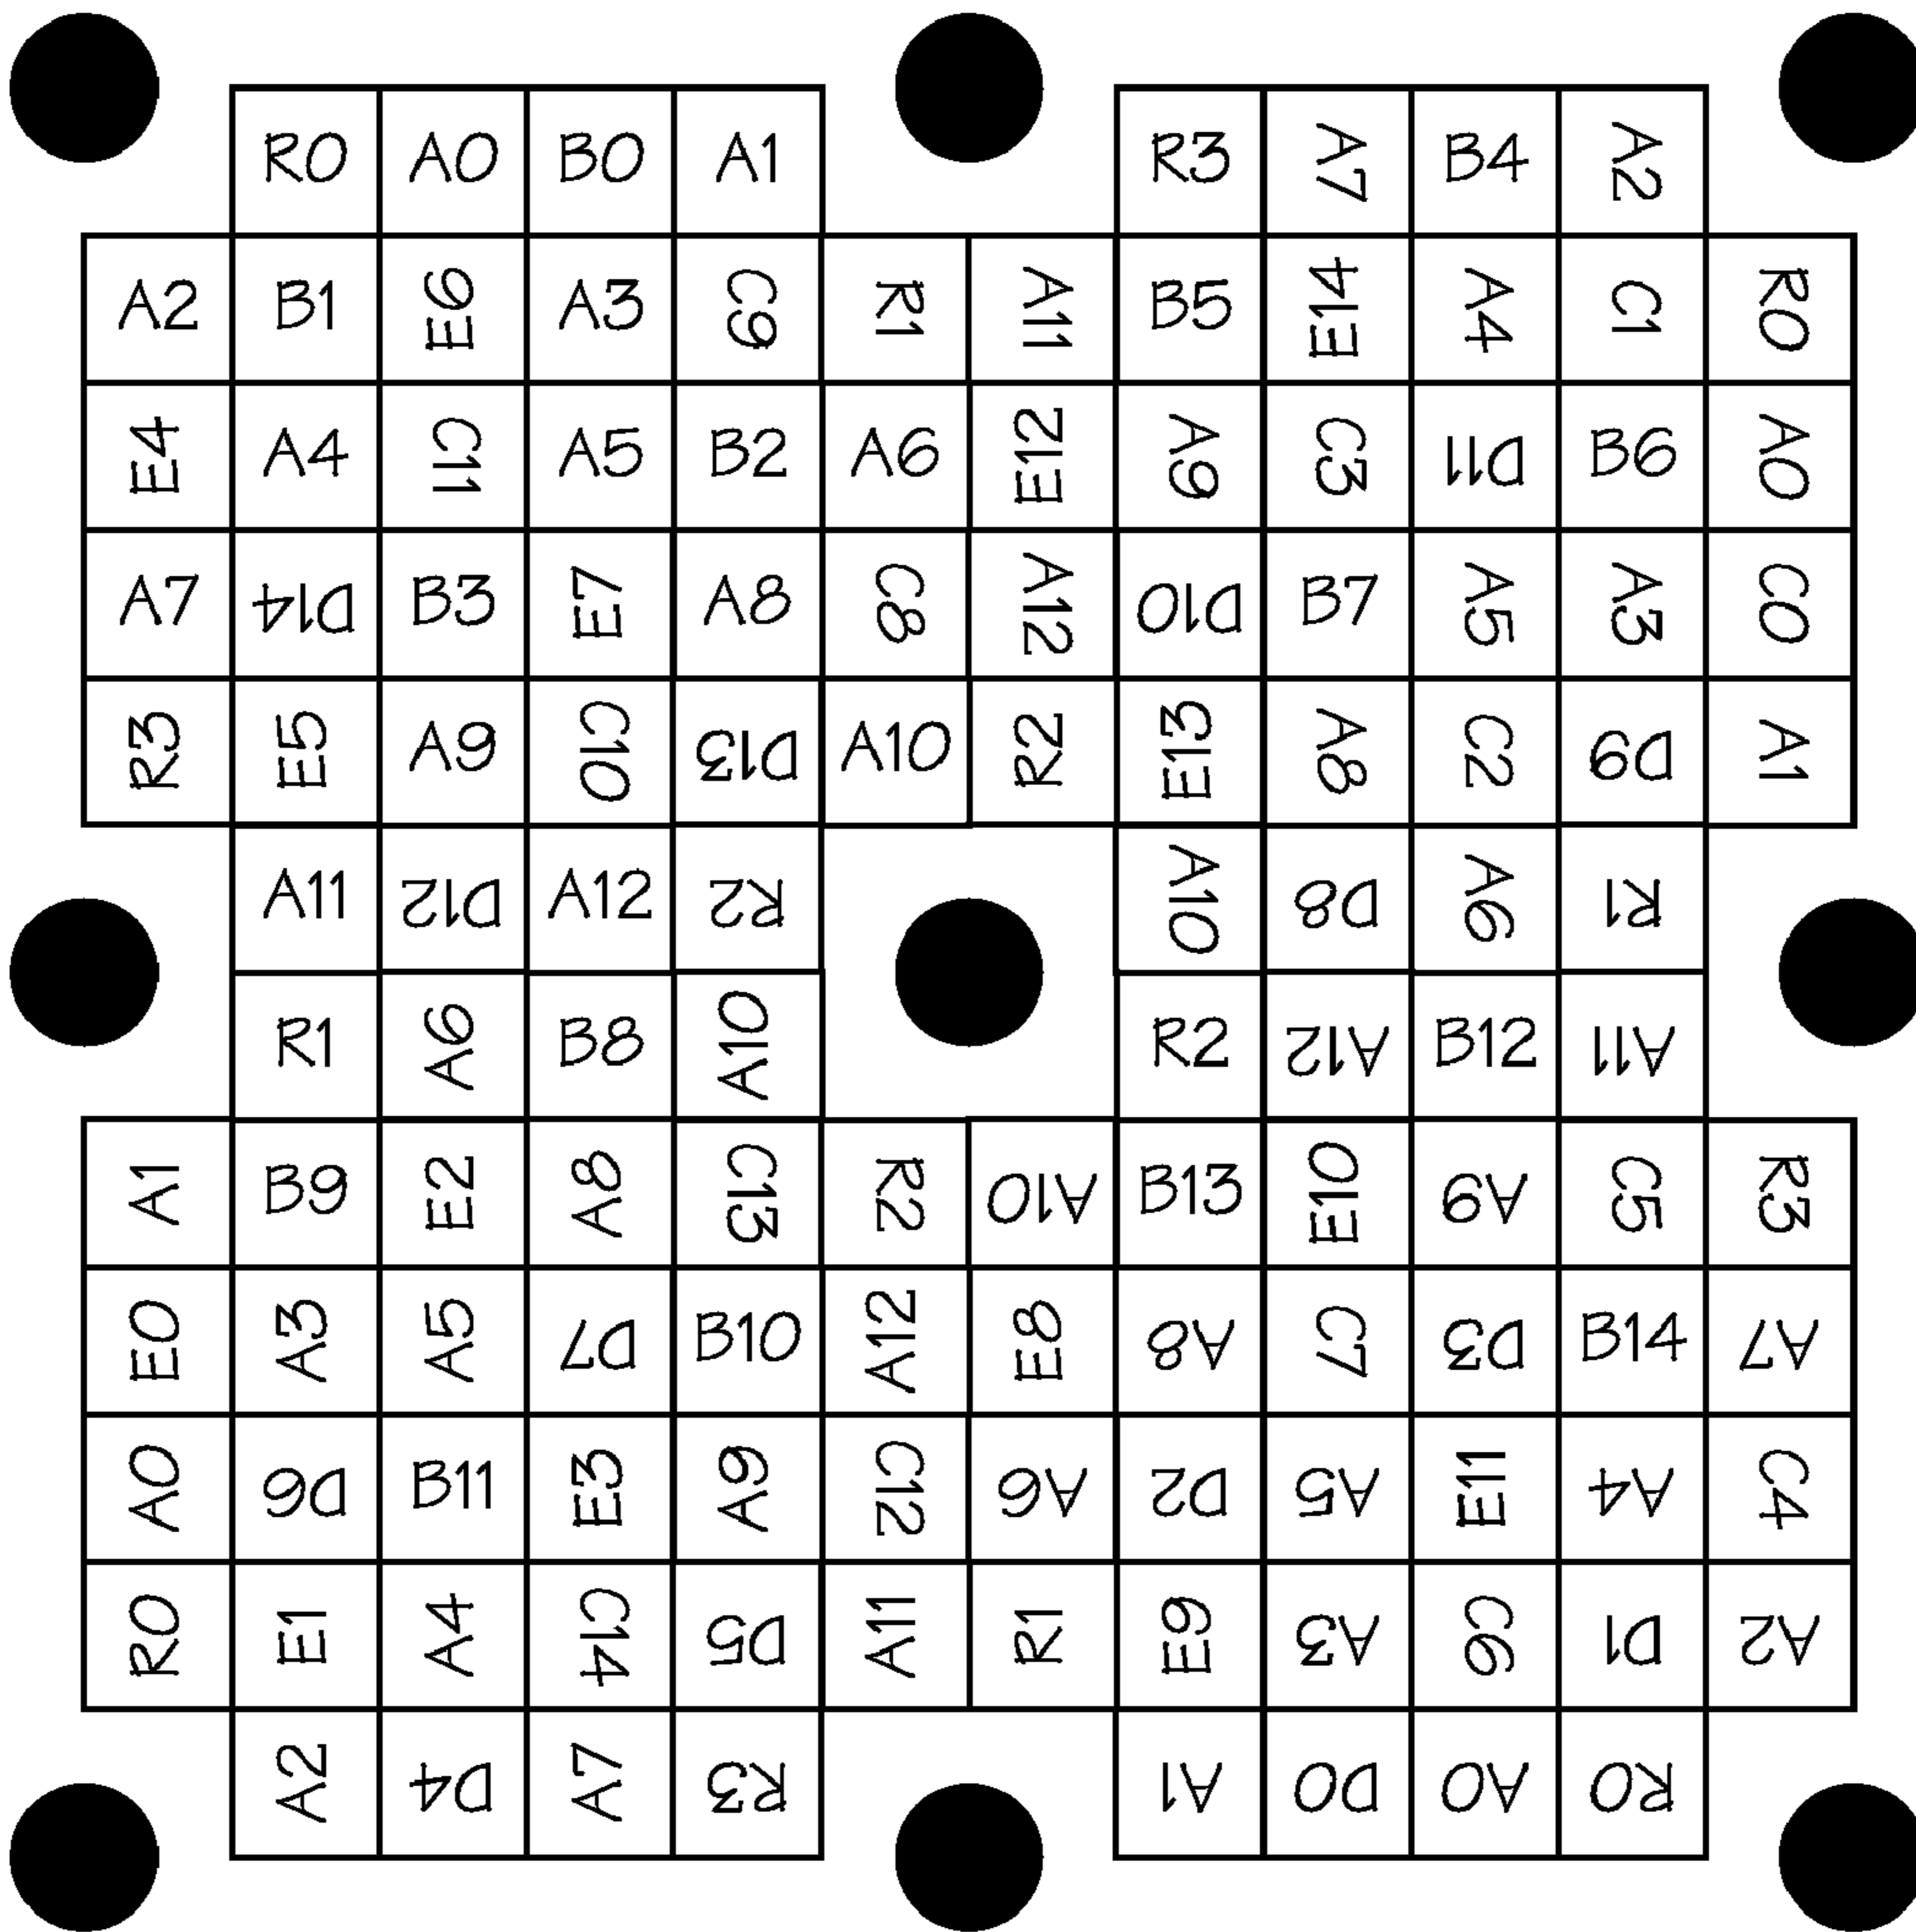 R0 A0 B0 A1 R3 A7 B4 A2
A2 B1 E6 A3 C9 R1 A11 B5 E14 A4 C1 R0
E4 A4 C11 A5 B2 A6 E12 A9 C3 D11 B6 A0
A7 D14 B3 E7 A8 C8 A12 D10 B7 A5 A3 C0
R3 E5 A9 C10 D13 A10 R2 E13 A8 C2 D9 A1
A11 D12 A12 R2 A10 D8 A6 R1
R1 A6 B8 A10 R2 A12 B12 A11
A1 B9 E2 A8 C13 R2 A10 B13 E10 A9 C5 R3
E0 A3 A5 D7 B10 A12 E8 A8 C7 D3 B14 A7
A0 D6 B11 E3 A9 C12 A6 D2 A5 E11 A4 C4
R0 E1 A4 C14 D5 A11 R1 E9 A3 C6 D1 A2
A2 D4 A7 R3 A1 D0 A0 R0